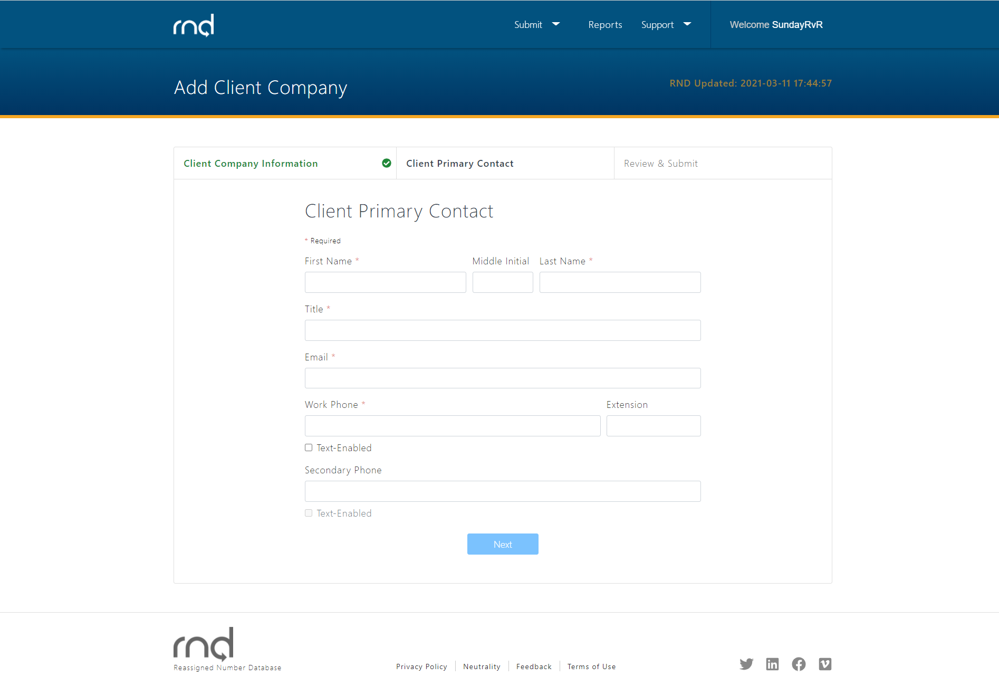 rnd
Submit Reports Support Welcome SundayRvR
Add Client Company
RND Updated: 2021-03-11 17:44:57
Client Company Information Client Primary Contact Review & Submit
Client Primary Contact
* Required
First Name * Middle Initial Last Name *
Title *
Email *
Work Phone * Extension
Text-Enabled
Secondary Phone
Text-Enabled
Next
rnd
Reassigned Number Database
Privacy Policy Neutrality Feedback Terms of Use